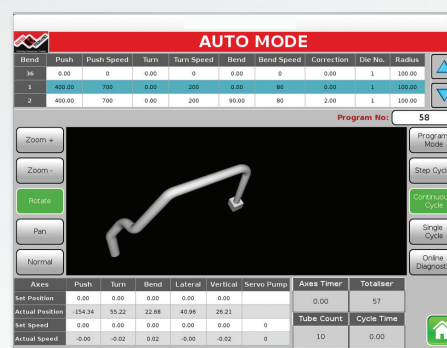 AUTO MODE
Bend Push Push Speed Turn Turn Speed Bend Bend Speed Correction Die No. Radius
36 0.00 0 0.00 0 0.00 0 0.00 1 100.00
1 400.00 700 0.00 200 0.00 80 0.00 1 100.00
2 400.00 700 0.00 200 90.00 80 2.00 1 100.00
Program No: 58
Zoom + Program
Mode
Zoom - Step Cycl
Rotate Continuou
Cycle
Pan Single
Cycle
Normal Online
Diagnosti
Axes Push Turn Bend Lateral Vertical Servo Pump Axes Timer Totaliser
Set Position 0.00 0.00 0.00 0.00 0.00 0.00 57
Actual Position -154.34 55.22 22.68 40.96 26.21
Set Speed 0.00 0.00 0.00 0.00 0.00 0 Tube Count Cycle Time
Actual Speed -0.00 -0.02 0.02 -0.00 -0.02 0 10 0.00